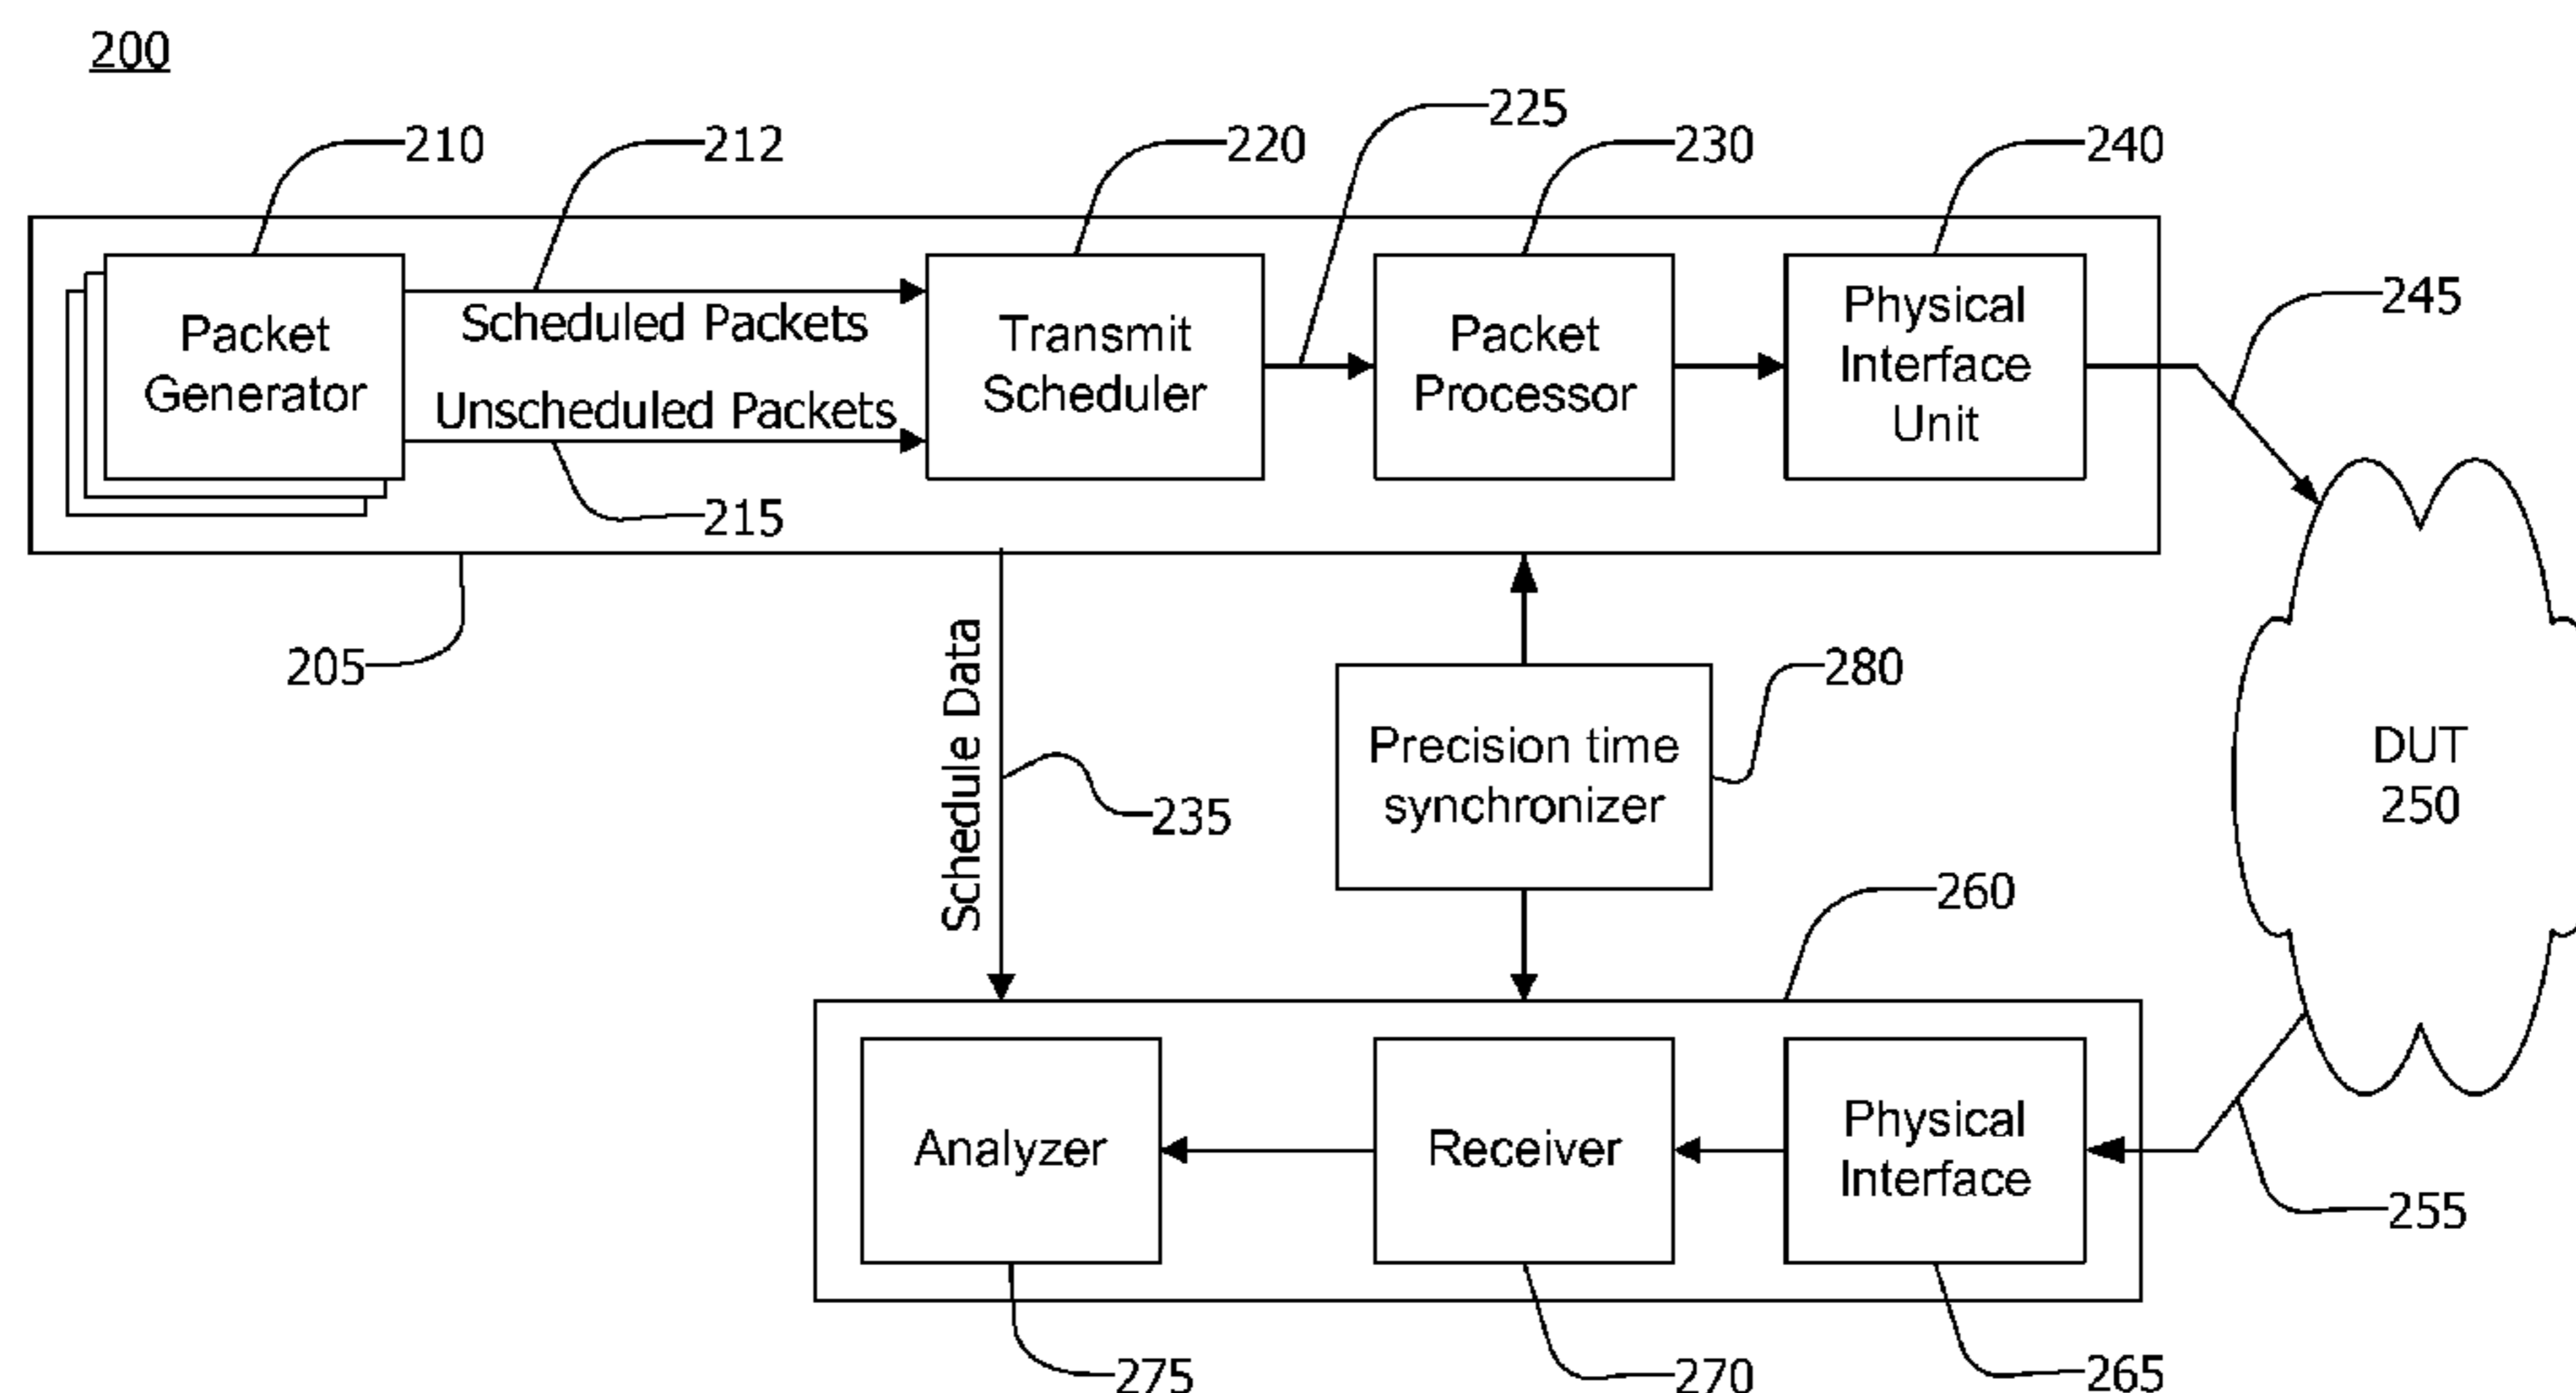 200
225
210
212
220
230
240
Packet
Generator
Scheduled Packets
Unscheduled Packets
Transmit
Scheduler
Packet
Processor
Physical
Interface
Unit
245
215
205
Schedule Data
235
Precision time
synchronizer
280
DUT
250
260
Analyzer
Receiver
Physical
Interface
255
275
270
265